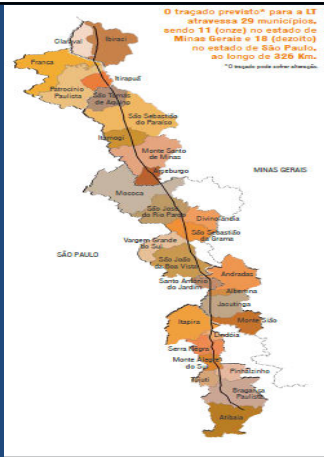 O traçado previsto* para a LT
atravessa 29 municípios,
sendo 11 (onze) no estado de
Minas Gerais e 18 (dezoito)
no estado de São Paulo,
ao longo de 326 Km.
*O traçado pode sofrer alteração.
Claraval
Ibiraci
Franca
Itirapuã
Patrocínio
Paulista
São Tomás
de Aquino
São Sebastião
do Paraíso
Itamogi
Monte Santo
de Minas
Arceburgo
MINAS GERAIS
Mococa
São José
do Rio Pardo
Divinolândia
São Sebastião
da Grama
Vargem Grande
do Sul
SÃO PAULO
São João
da Boa Vista
Andradas
Santo Antônio
do Jardim
Albertina
Jacutinga
Itapira
Monte Sião
Lindóia
Serra Negra
Monte Alegre
do Sul
Pinhalzinho
Tuiuti
Bragança
Paulista
Atibaia